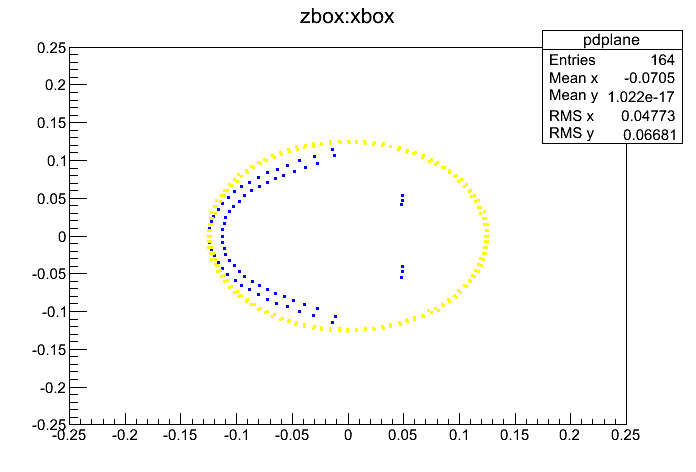 zbox:xbox
pdplane
Entries 164
Mean x -0.0705
Mean y 1.022e-17
RMS x 0.04773
RMS y 0.06681
0.25
0.2
0.15
0.1
0.05
0
-0.05
-0.1
-0.15
-0.2
-0.25
-0.25 -0.2 -0.15 -0.1 -0.05 0 0.05 0.1 0.15 0.2 0.25